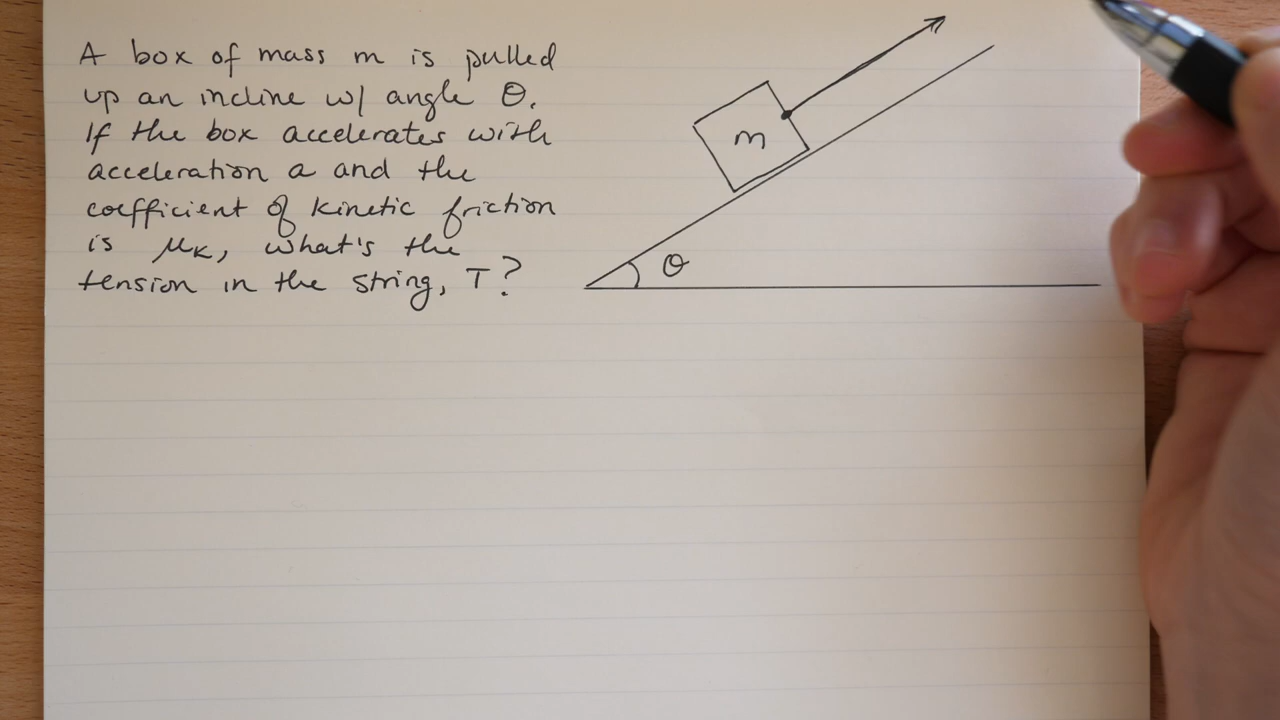 A box of mass m is pulled
up an incline w/ angle θ.
If the box accelerates with
acceleration a and the
coefficient of kinetic friction
is μK, what's the
tension in the string, T?
m
θ